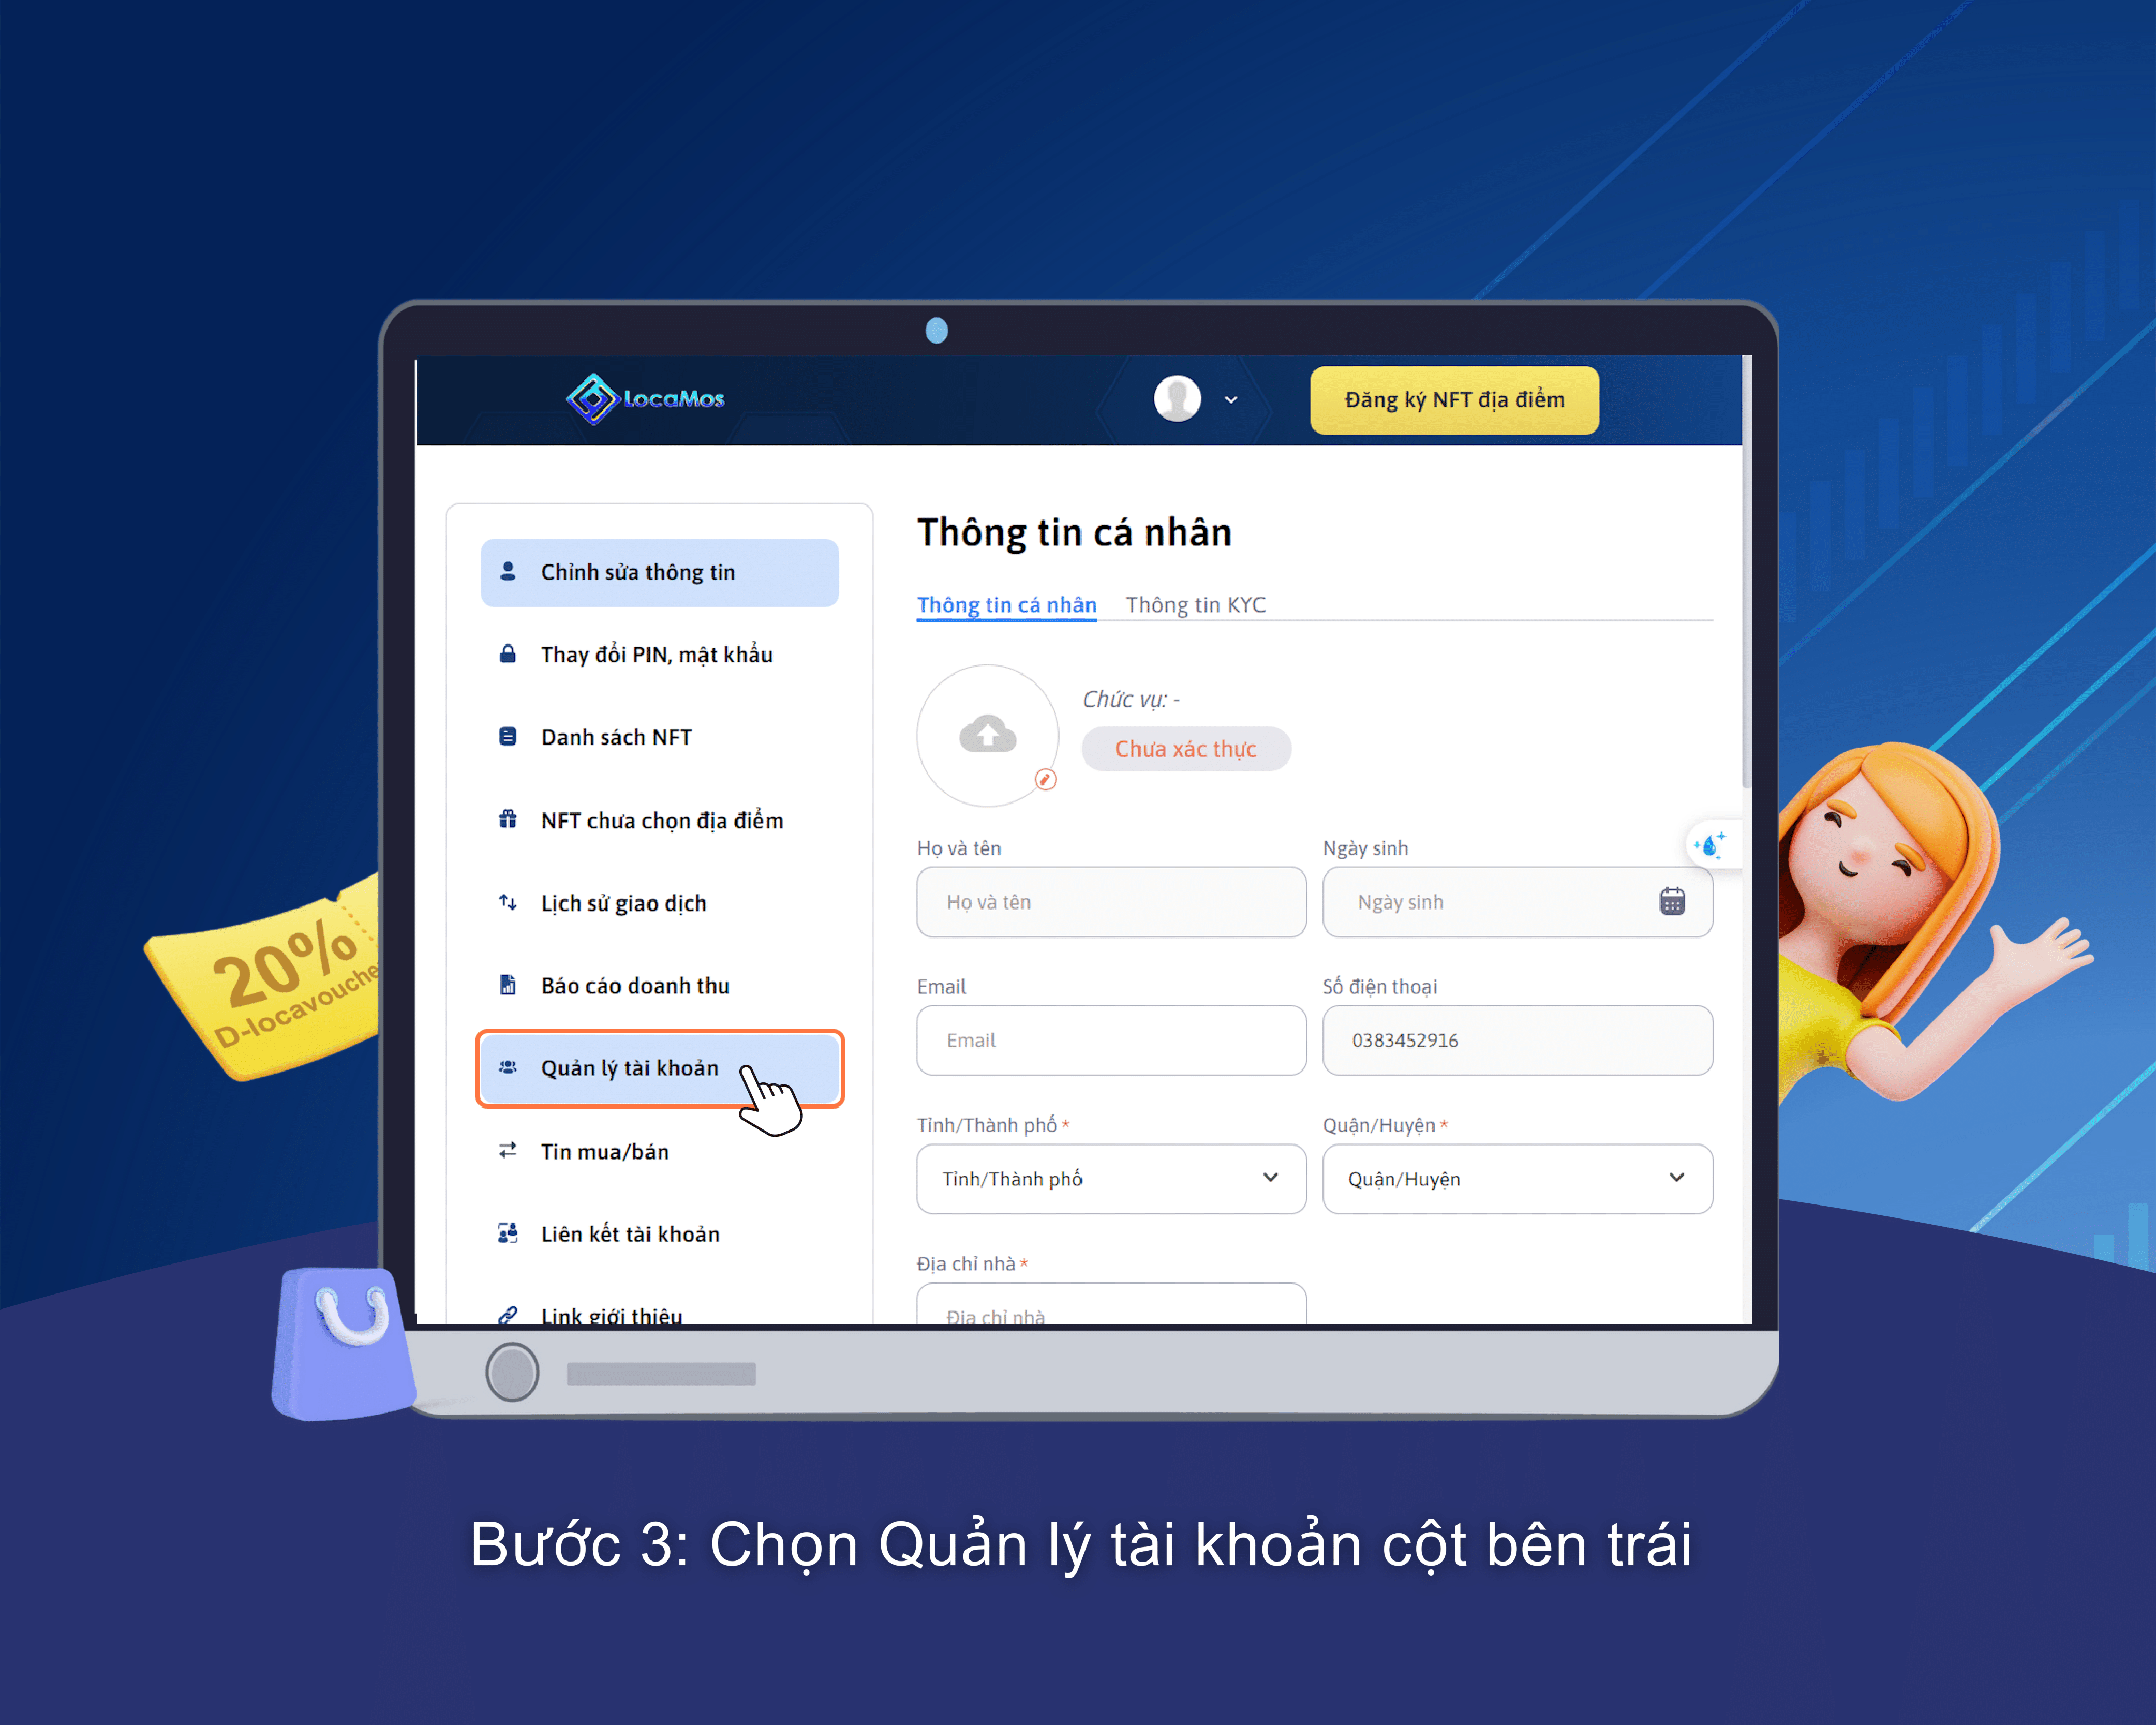 LocaMos
Đăng ký NFT địa điểm
Chỉnh sửa thông tin
Thay đổi PIN, mật khẩu
Danh sách NFT
NFT chưa chọn địa điểm
Lịch sử giao dịch
Báo cáo doanh thu
Quản lý tài khoản
Tin mua/bán
Liên kết tài khoản
Link giới thiệu
Thông tin cá nhân
Thông tin cá nhân Thông tin KYC
Chức vụ: -
Chưa xác thực
Họ và tên Ngày sinh
Họ và tên Ngày sinh
Email Số điện thoại
Email 0383452916
Tỉnh/Thành phố * Quận/Huyện *
Tỉnh/Thành phố Quận/Huyện
Địa chỉ nhà *
Địa chỉ nhà
20%
D-locavouche
Bước 3: Chọn Quản lý tài khoản cột bên trái